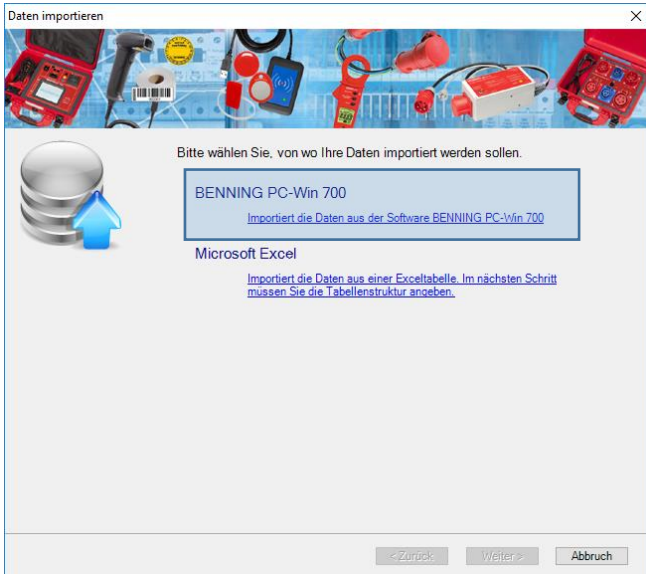 Daten importieren
Bitte wählen Sie, von wo Ihre Daten importiert werden sollen.
BENNING PC-Win 700
Importiert die Daten aus der Software BENNING PC-Win 700
Microsoft Excel
Importiert die Daten aus einer Exceltabelle. Im nächsten Schritt
müssen Sie die Tabellenstruktur angeben.
< Zurück
Weiter >
Abbruch